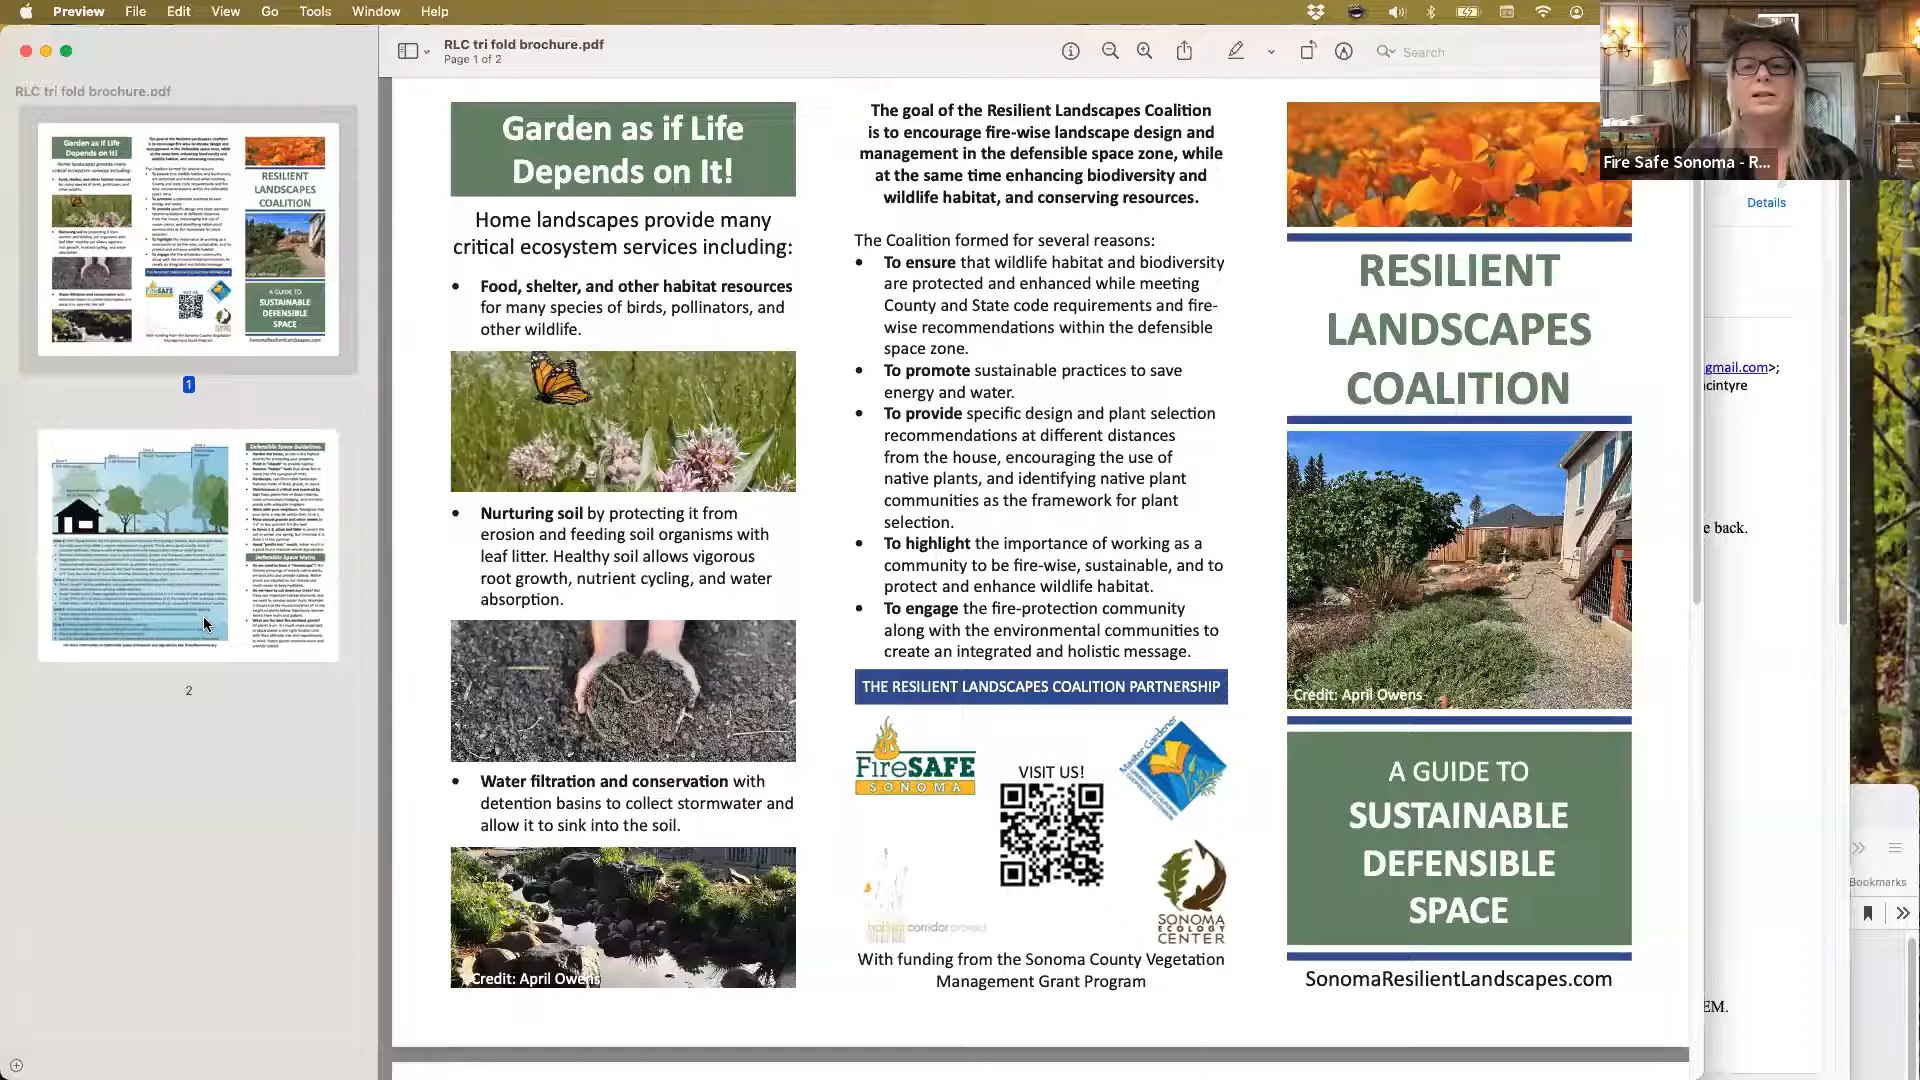 Preview File Edit View Go Tools Window Help
RLC tri fold brochure.pdf
Page 1 of 2
Search
RLC tri fold brochure.pdf
1
2
Garden as if Life
Depends on It!
Home landscapes provide many
critical ecosystem services including:
• Food, shelter, and other habitat resources
for many species of birds, pollinators, and
other wildlife.
• Nurturing soil by protecting it from
erosion and feeding soil organisms with
leaf litter. Healthy soil allows vigorous
root growth, nutrient cycling, and water
absorption.
• Water filtration and conservation with
detention basins to collect stormwater and
allow it to sink into the soil.
Credit: April Owens
The goal of the Resilient Landscapes Coalition
is to encourage fire-wise landscape design and
management in the defensible space zone, while
at the same time enhancing biodiversity and
wildlife habitat, and conserving resources.
The Coalition formed for several reasons:
• To ensure that wildlife habitat and biodiversity
are protected and enhanced while meeting
County and State code requirements and fire-
wise recommendations within the defensible
space zone.
• To promote sustainable practices to save
energy and water.
• To provide specific design and plant selection
recommendations at different distances
from the house, encouraging the use of
native plants, and identifying native plant
communities as the framework for plant
selection.
• To highlight the importance of working as a
community to be fire-wise, sustainable, and to
protect and enhance wildlife habitat.
• To engage the fire-protection community
along with the environmental communities to
create an integrated and holistic message.
THE RESILIENT LANDSCAPES COALITION PARTNERSHIP
FireSAFE
SONOMA
VISIT US!
Master Gardener
corridor project
SONOMA
ECOLOGY
CENTER
With funding from the Sonoma County Vegetation
Management Grant Program
RESILIENT
LANDSCAPES
COALITION
Credit: April Owens
A GUIDE TO
SUSTAINABLE
DEFENSIBLE
SPACE
SonomaResilientLandscapes.com
Fire Safe Sonoma - R...
Details
gmail.com>;
cintyre
e back.
Bookmarks
EM.